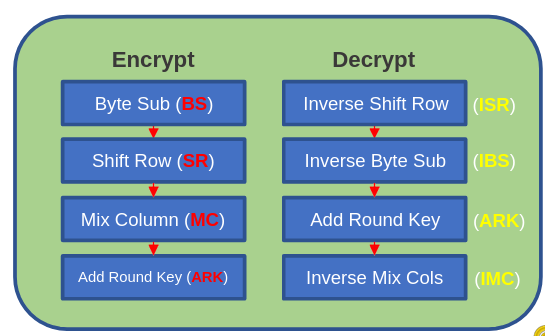 Encrypt
Decrypt
Byte Sub (BS)
Inverse Shift Row (ISR)
Shift Row (SR)
Inverse Byte Sub (IBS)
Mix Column (MC)
Add Round Key (ARK)
Add Round Key (ARK)
Inverse Mix Cols (IMC)